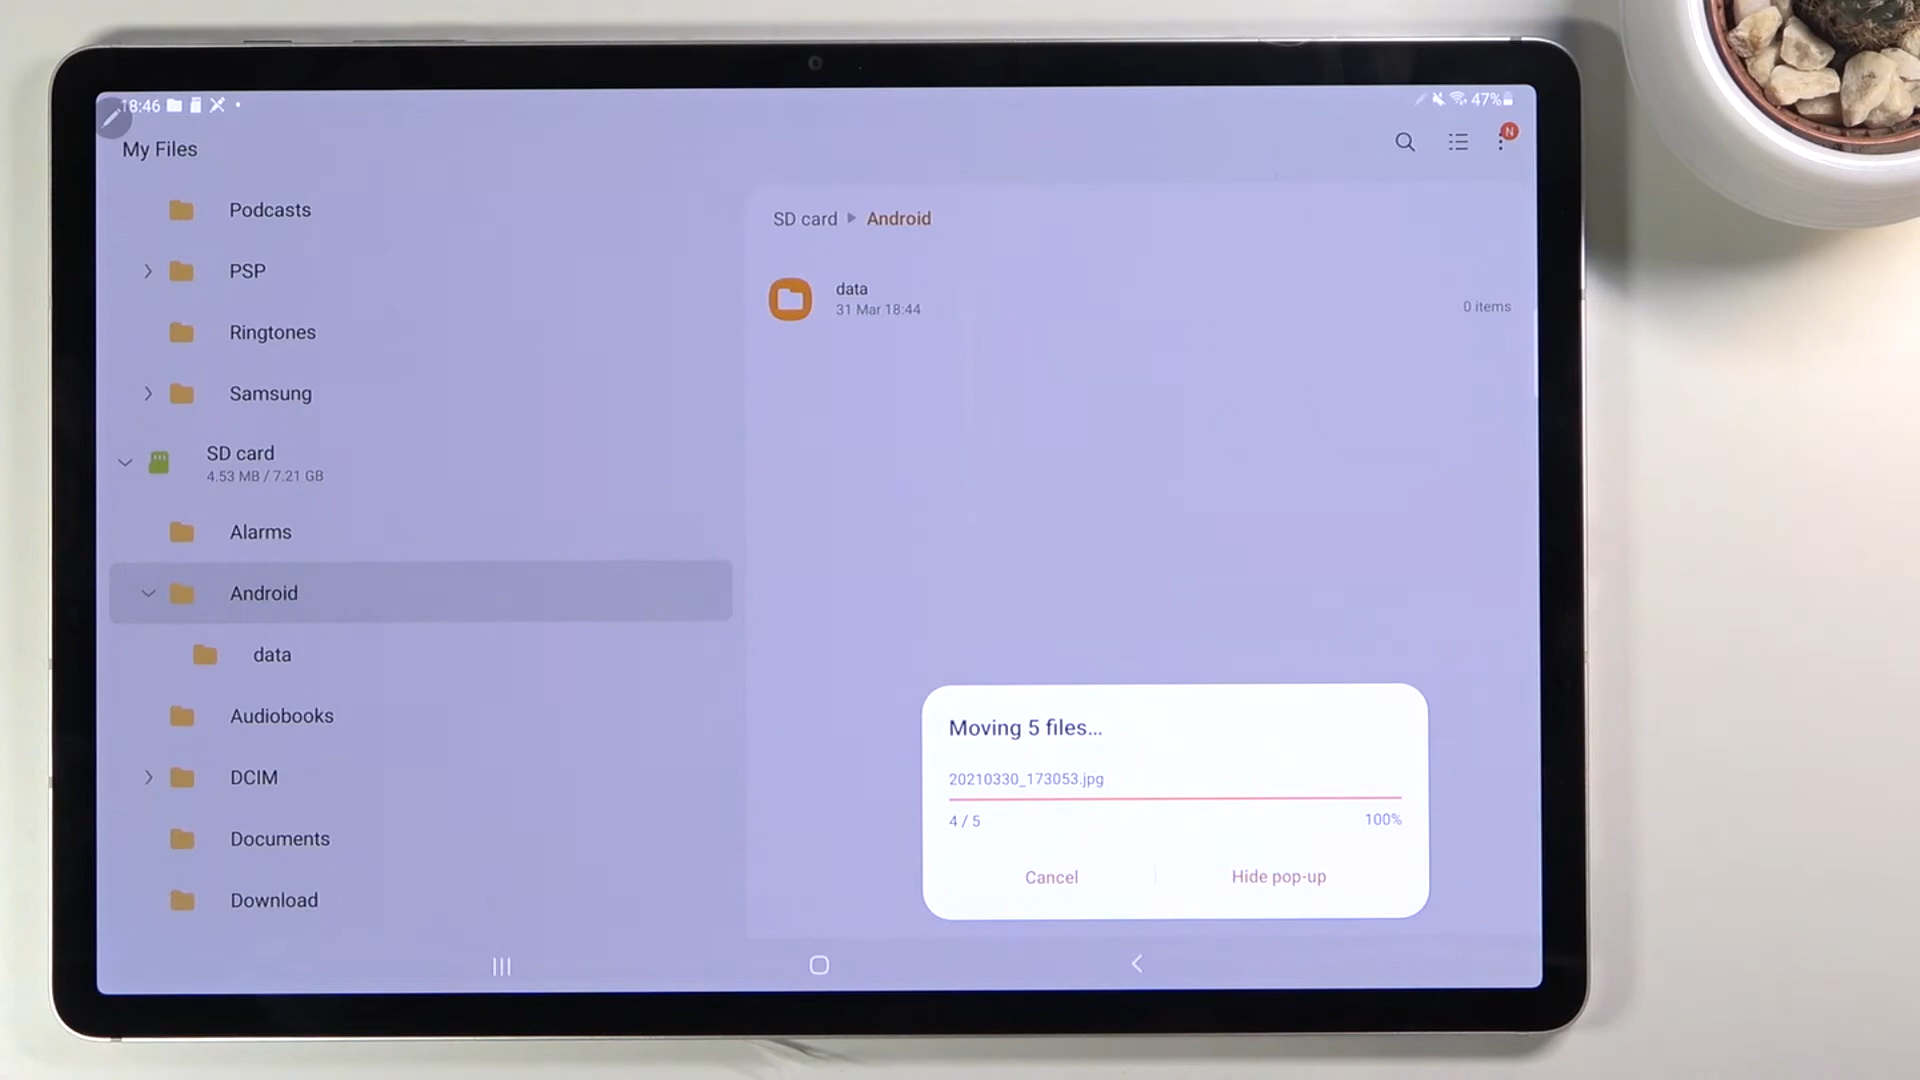 18:46
47%
My Files
N
Podcasts
PSP
Ringtones
Samsung
SD card
4.53 MB / 7.21 GB
Alarms
Android
data
Audiobooks
DCIM
Documents
Download
SD card Android
data
31 Mar 18:44
0 items
Moving 5 files...
20210330_173053.jpg
4 / 5
100%
Cancel
Hide pop-up